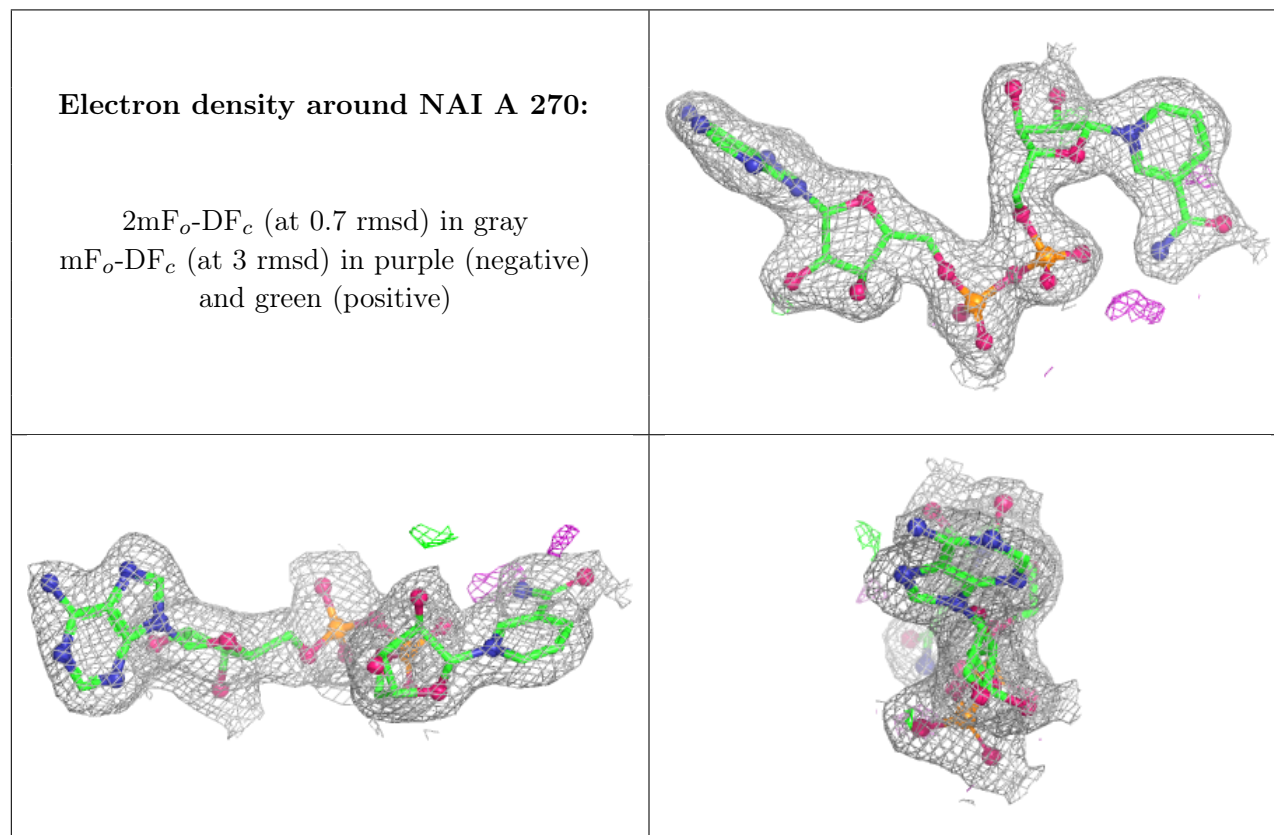 Electron density around NAI A 270:
2mFo-DFc (at 0.7 rmsd) in gray
mFo-DFc (at 3 rmsd) in purple (negative)
and green (positive)